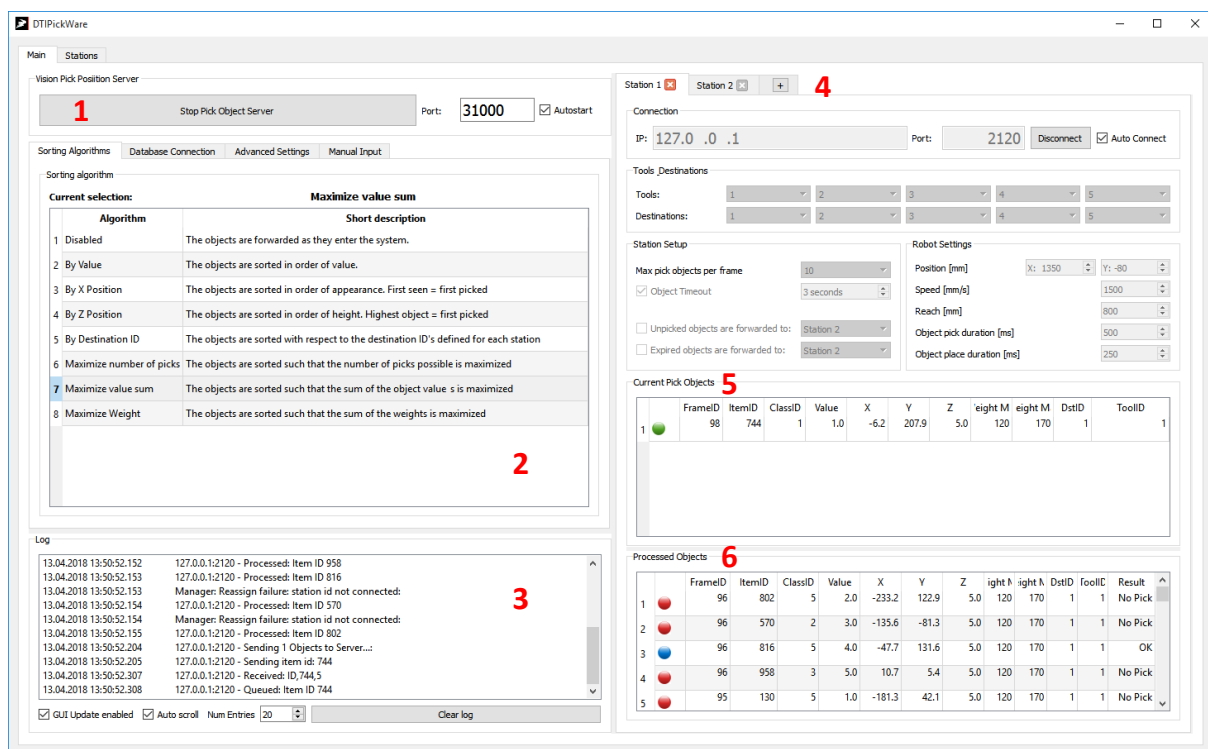 DTIPickWare
Main Stations
Vision Pick Position Server
1 Stop Pick Object Server Port: 31000 Autostart
Sorting Algorithms Database Connection Advanced Settings Manual Input
Sorting algorithm
Current selection: Maximize value sum
Algorithm Short description
1 Disabled The objects are forwarded as they enter the system.
2 By Value The objects are sorted in order of value.
3 By X Position The objects are sorted in order of appearance. First seen = first picked
4 By Z Position The objects are sorted in order of height. Highest object = first picked
5 By Destination ID The objects are sorted with respect to the destination ID's defined for each station
6 Maximize number of picks The objects are sorted such that the number of picks possible is maximized
7 Maximize value sum The objects are sorted such that the sum of the object value s is maximized
8 Maximize Weight The objects are sorted such that the sum of the weights is maximized
2
Log
13.04.2018 13:50:52.152 127.0.0.1:2120 - Processed: Item ID 958
13.04.2018 13:50:52.153 127.0.0.1:2120 - Processed: Item ID 816
13.04.2018 13:50:52.153 Manager: Reassign failure: station id not connected:
13.04.2018 13:50:52.154 127.0.0.1:2120 - Processed: Item ID 570
13.04.2018 13:50:52.154 Manager: Reassign failure: station id not connected:
13.04.2018 13:50:52.155 127.0.0.1:2120 - Processed: Item ID 802
13.04.2018 13:50:52.204 127.0.0.1:2120 - Sending 1 Objects to Server...:
13.04.2018 13:50:52.205 127.0.0.1:2120 - Sending item id: 744
13.04.2018 13:50:52.307 127.0.0.1:2120 - Received: ID,744,5
13.04.2018 13:50:52.308 127.0.0.1:2120 - Queued: Item ID 744
3
GUI Update enabled Auto scroll Num Entries 20 Clear log
Station 1 Station 2 + 4
Connection
IP: 127.0 .0 .1 Port: 2120 Disconnect Auto Connect
Tools_Destinations
Tools: 1 2 3 4 5
Destinations: 1 2 3 4 5
Station Setup
Max pick objects per frame 10
Object Timeout 3 seconds
Unpicked objects are forwarded to: Station 2
Expired objects are forwarded to: Station 2
Robot Settings
Position [mm] X: 1350 Y: -80
Speed [mm/s] 1500
Reach [mm] 800
Object pick duration [ms] 500
Object place duration [ms] 250
Current Pick Objects 5
FrameID ItemID ClassID Value X Y Z 'eight M eight M DstID ToolID
1 98 744 1 1.0 -6.2 207.9 5.0 120 170 1 1
Processed Objects 6
FrameID ItemID ClassID Value X Y Z DstID Result
1 96 802 5 2.0 -233.2 122.9 5.0 120 170 1 1 No Pick
2 96 570 2 3.0 -135.6 -81.3 5.0 120 170 1 1 No Pick
3 96 816 5 4.0 -47.7 131.6 5.0 120 170 1 1 OK
4 96 958 3 5.0 10.7 5.4 5.0 120 170 1 1 No Pick
5 95 130 5 1.0 -181.3 42.1 5.0 120 170 1 1 No Pick